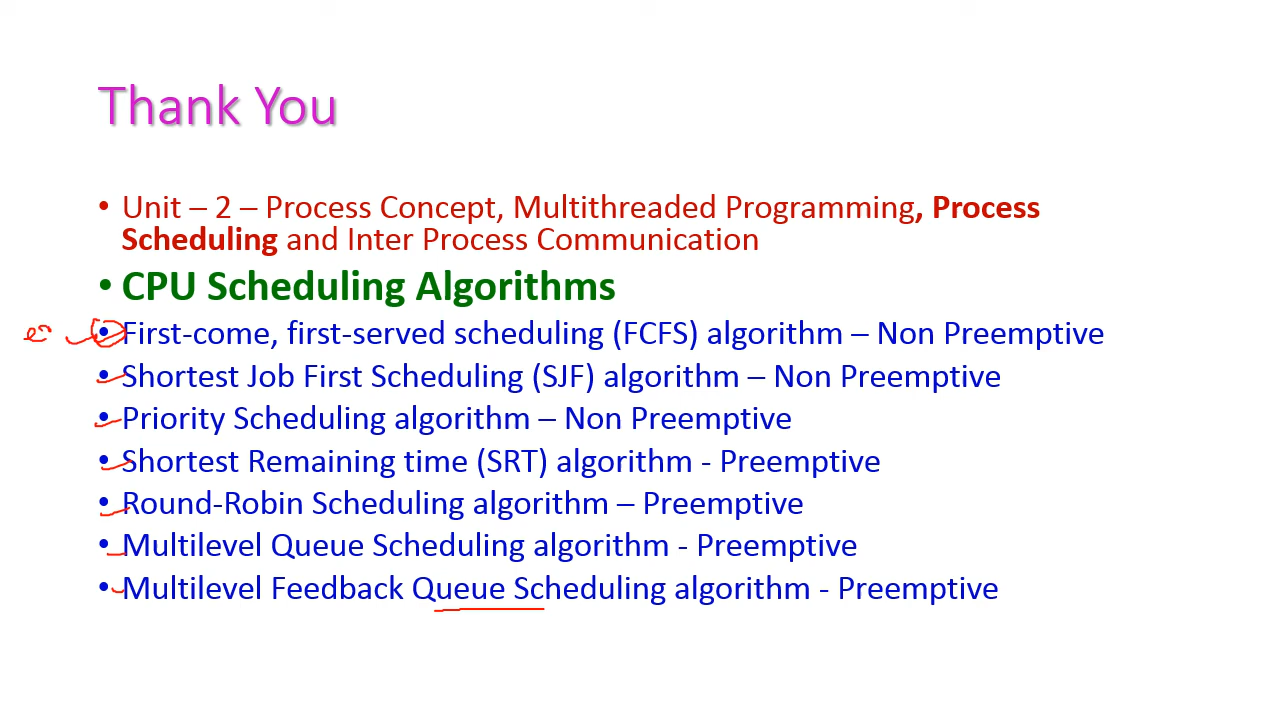 Thank You
• Unit – 2 – Process Concept, Multithreaded Programming, Process
Scheduling and Inter Process Communication
• CPU Scheduling Algorithms
• First-come, first-served scheduling (FCFS) algorithm – Non Preemptive
• Shortest Job First Scheduling (SJF) algorithm – Non Preemptive
• Priority Scheduling algorithm – Non Preemptive
• Shortest Remaining time (SRT) algorithm - Preemptive
• Round-Robin Scheduling algorithm – Preemptive
• Multilevel Queue Scheduling algorithm - Preemptive
• Multilevel Feedback Queue Scheduling algorithm - Preemptive